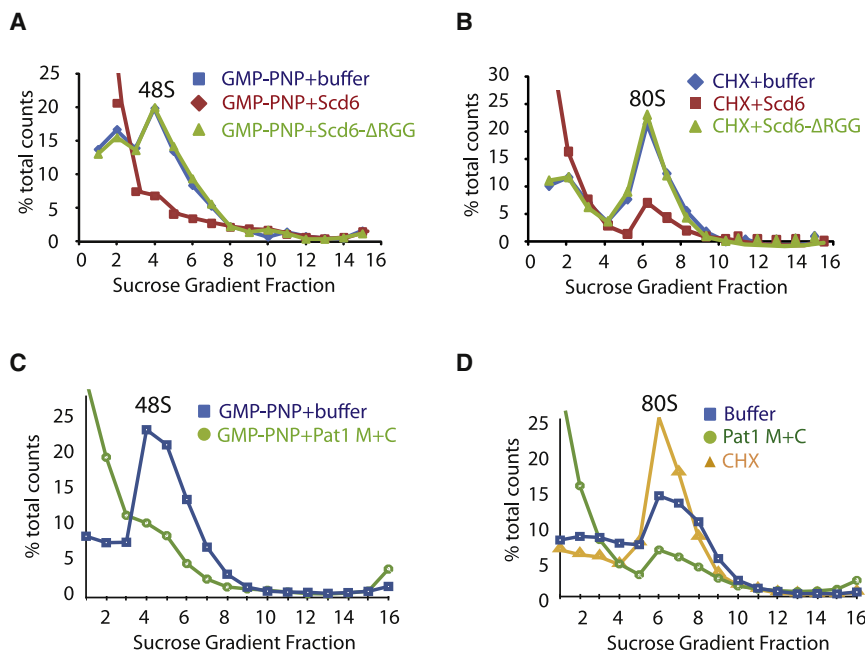 A
25
20
15
10
5
0
% total counts
48S
GMP-PNP+buffer
GMP-PNP+Scd6
GMP-PNP+Scd6-ΔRGG
0 2 4 6 8 10 12 14 16
Sucrose Gradient Fraction
B
30
25
20
15
10
5
0
% total counts
80S
CHX+buffer
CHX+Scd6
CHX+Scd6-ΔRGG
0 2 4 6 8 10 12 14 16
Sucrose Gradient Fraction
C
25
20
15
10
5
0
% total counts
48S
GMP-PNP+buffer
GMP-PNP+Pat1 M+C
2 4 6 8 10 12 14 16
Sucrose Gradient Fraction
D
25
20
15
10
5
0
% total counts
80S
Buffer
Pat1 M+C
CHX
2 4 6 8 10 12 14 16
Sucrose Gradient Fraction